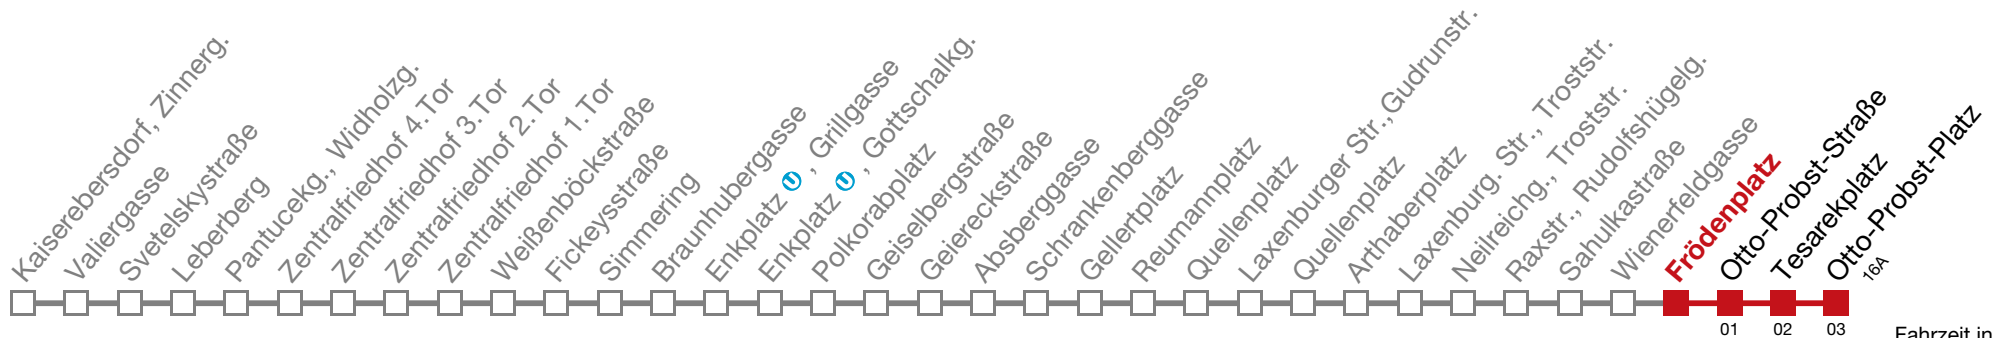 Kaiserebersdorf, Zinnerg.
Valiergasse
Svetelskystraße
Leberberg
Pantucekg., Widholzg.
Zentralfriedhof 4.Tor
Zentralfriedhof 3.Tor
Zentralfriedhof 2.Tor
Zentralfriedhof 1.Tor
Weißenböckstraße
Fickeysstraße
Simmering
Braunhubergasse
Enkplatz U, Grillgasse
Enkplatz U, Gottschalkg.
Polkorabplatz
Geiselbergstraße
Geiereckstraße
Absberggasse
Schrankenberggasse
Gellertplatz
Reumannplatz
Quellenplatz
Laxenburger Str.,Gudrunstr.
Quellenplatz
Arthaberplatz
Laxenburg. Str., Troststr.
Neilreichg., Troststr.
Raxstr., Rudolfshügelg.
Sahulkastraße
Wienerfeldgasse
Frödenplatz
Otto-Probst-Straße
Tesarekplatz
Otto-Probst-Platz
16A
01 02 03
Fahrzeit in